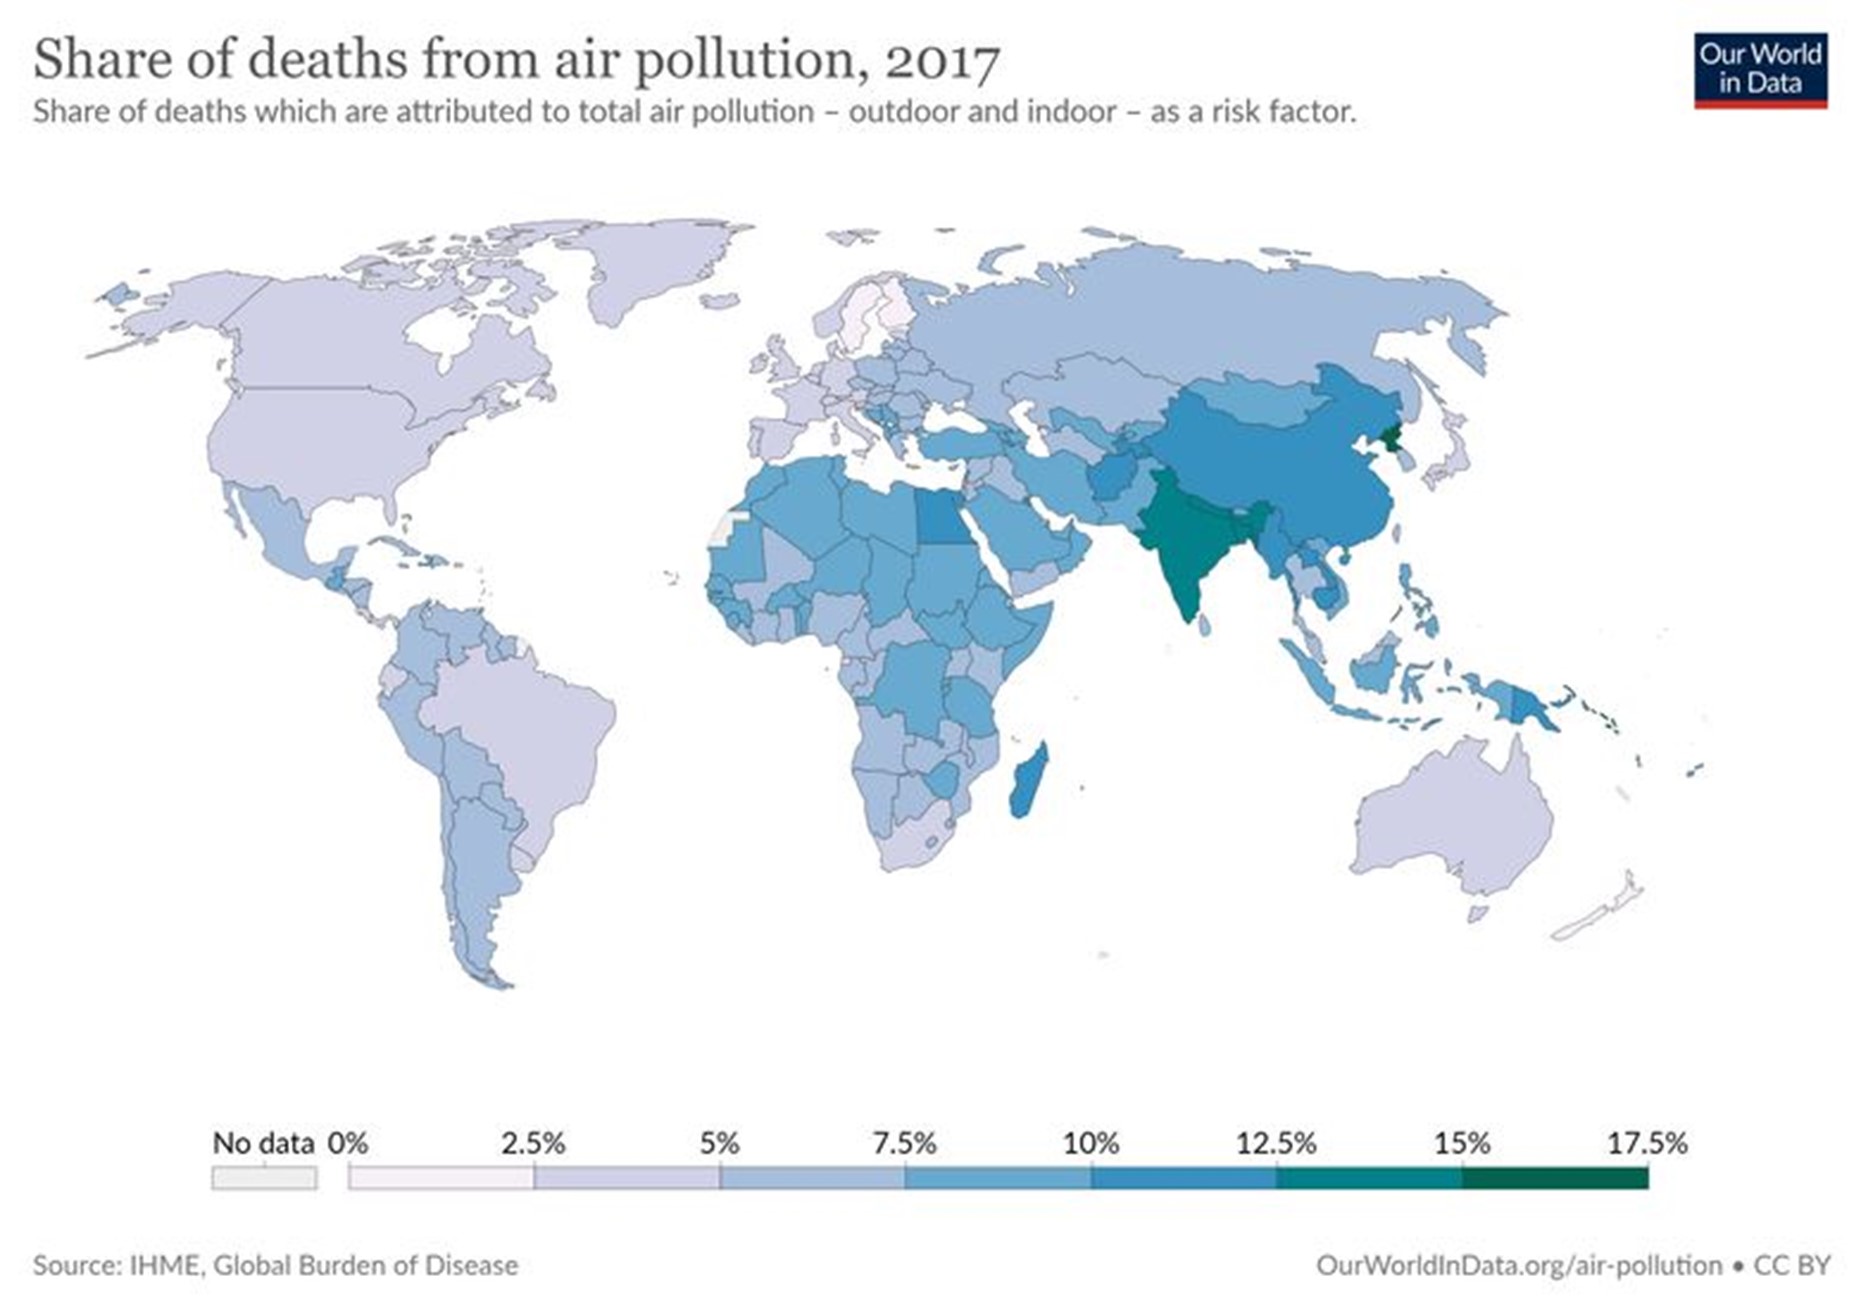 Share of deaths from air pollution, 2017
Our World
in Data
Share of deaths which are attributed to total air pollution – outdoor and indoor – as a risk factor.
No data 0% 2.5% 5% 7.5% 10% 12.5% 15% 17.5%
Source: IHME, Global Burden of Disease
OurWorldInData.org/air-pollution • CC BY